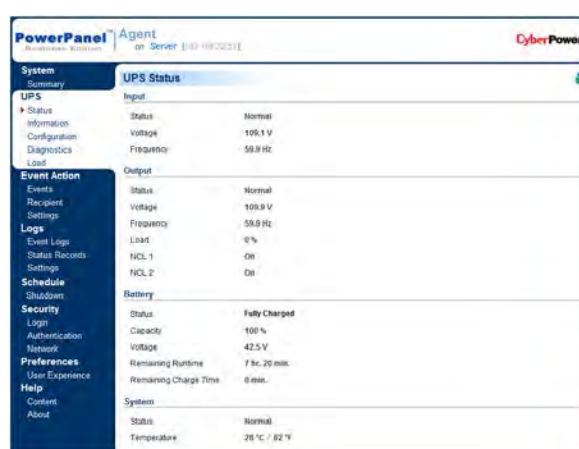 PowerPanel™ Agent
Business Edition on Server
CyberPower
System
Summary
UPS
Status
Information
Configuration
Diagnostics
Load
Event Action
Events
Recipient
Settings
Logs
Event Logs
Status Records
Settings
Schedule
Shutdown
Security
Login
Authentication
Network
Preferences
User Experience
Help
Content
About
UPS Status
Input
Status Normal
Voltage 109.1 V
Frequency 59.9 Hz
Output
Status Normal
Voltage 109.9 V
Frequency 59.9 Hz
Load 0 %
NCL 1 On
NCL 2 On
Battery
Status Fully Charged
Capacity 100 %
Voltage 42.5 V
Remaining Runtime 7 hr. 20 min.
Remaining Charge Time 0 min.
System
Status Normal
Temperature 28 °C / 82 °F